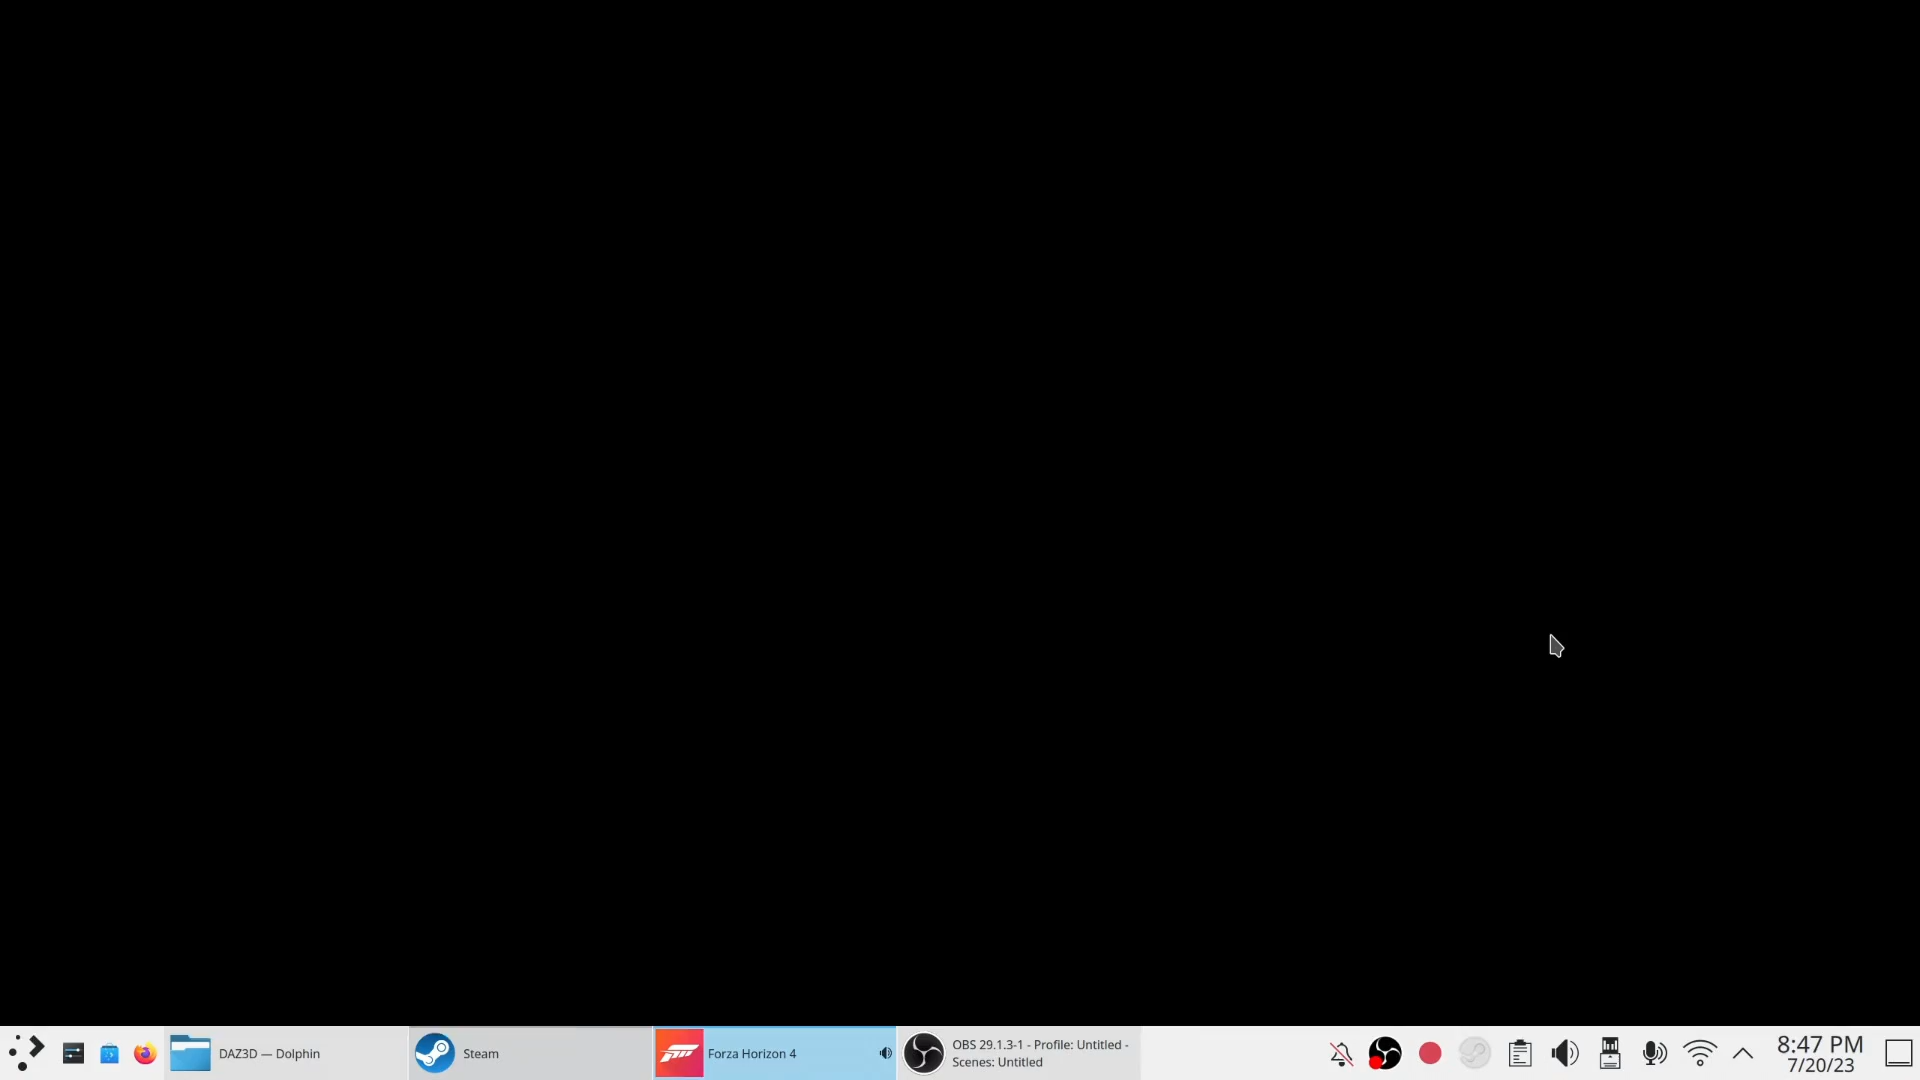 DAZ3D — Dolphin
Steam
Forza Horizon 4
OBS 29.1.3-1 - Profile: Untitled -
Scenes: Untitled
8:47 PM
7/20/23